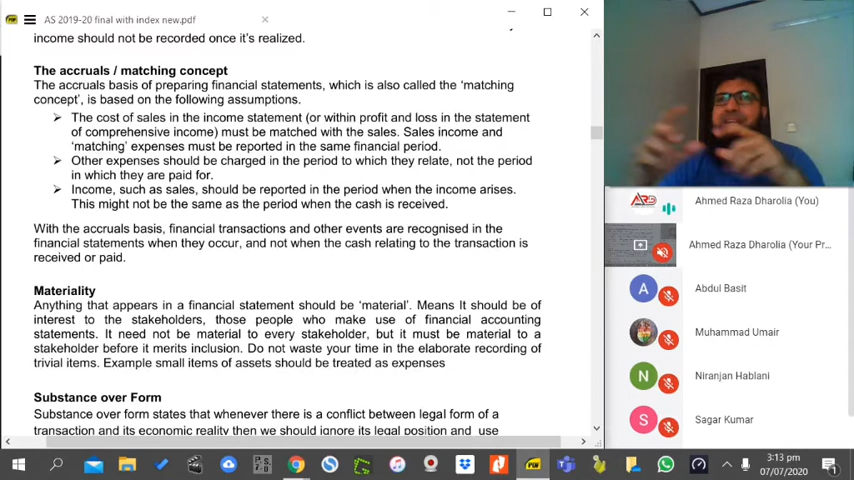 AS 2019-20 final with index new.pdf
income should not be recorded once it's realized.
The accruals / matching concept
The accruals basis of preparing financial statements, which is also called the 'matching
concept', is based on the following assumptions.
The cost of sales in the income statement (or within profit and loss in the statement
of comprehensive income) must be matched with the sales. Sales income and
'matching' expenses must be reported in the same financial period.
Other expenses should be charged in the period to which they relate, not the period
in which they are paid for.
Income, such as sales, should be reported in the period when the income arises.
This might not be the same as the period when the cash is received.
With the accruals basis, financial transactions and other events are recognised in the
financial statements when they occur, and not when the cash relating to the transaction is
received or paid.
Materiality
Anything that appears in a financial statement should be 'material'. Means It should be of
interest to the stakeholders, those people who make use of financial accounting
statements. It need not be material to every stakeholder, but it must be material to a
stakeholder before it merits inclusion. Do not waste your time in the elaborate recording of
trivial items. Example small items of assets should be treated as expenses
Substance over Form
Substance over form states that whenever there is a conflict between legal form of a
transaction and its economic reality then we should ignore its legal position and use
ARD
Ahmed Raza Dharolia (You)
Ahmed Raza Dharolia (Your Pr...
A
Abdul Basit
Muhammad Umair
N
Niranjan Hablani
S
Sagar Kumar
3:13 pm
07/07/2020
1